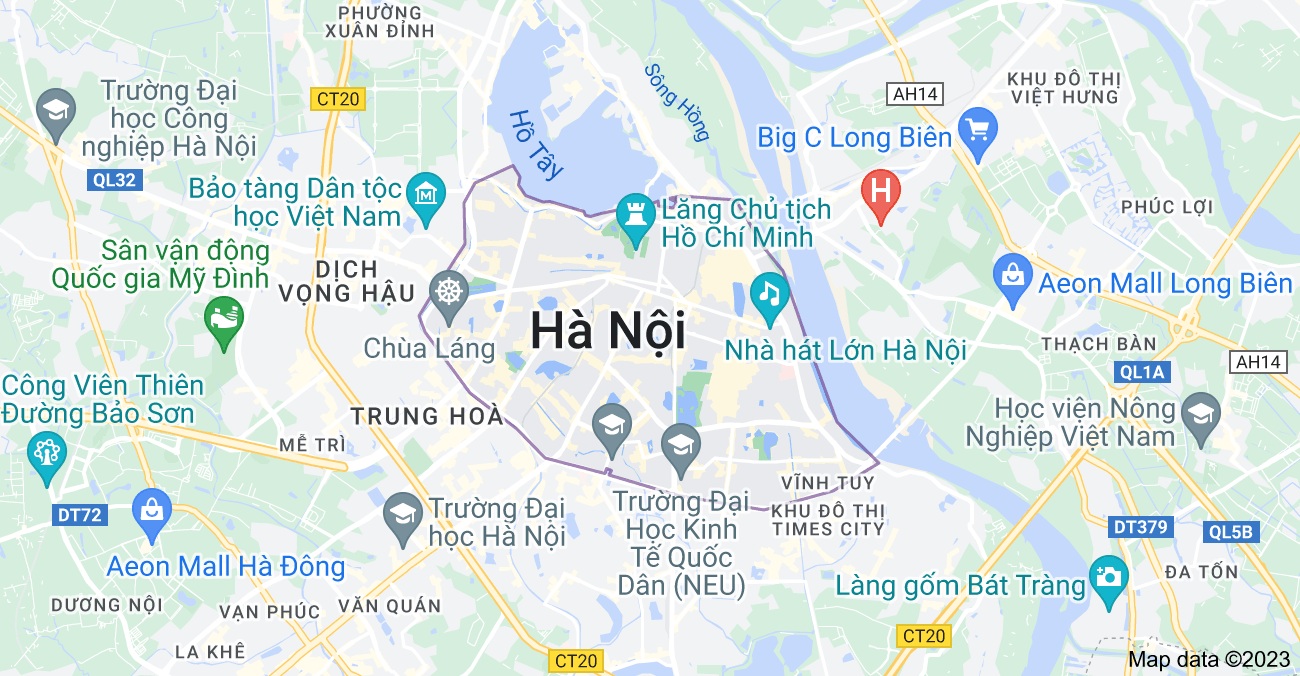 PHƯỜNG
XUÂN ĐỈNH
Trường Đại
học Công
nghiệp Hà Nội
CT20
Hồ Tây
Sông Hồng
AH14
KHU ĐÔ THỊ
VIỆT HƯNG
Big C Long Biên
QL32
Bảo tàng Dân tộc
học Việt Nam
H
Lăng Chủ tịch
Hồ Chí Minh
PHÚC LỢI
Sân vận động
Quốc gia Mỹ Đình
DỊCH
VỌNG HẬU
Aeon Mall Long Biên
Hà Nội
Chùa Láng
Nhà hát Lớn Hà Nội
THẠCH BÀN
AH14
QL1A
Công Viên Thiên
Đường Bảo Sơn
TRUNG HOÀ
Học viện Nông
Nghiệp Việt Nam
MỄ TRÌ
VĨNH TUY
DT72
Trường Đại
học Hà Nội
Trường Đại
Học Kinh
Tế Quốc
Dân (NEU)
KHU ĐÔ THỊ
TIMES CITY
DT379
QL5B
Aeon Mall Hà Đông
Làng gốm Bát Tràng
ĐA TỐN
DƯƠNG NỘI
VẠN PHÚC
VĂN QUÁN
CT20
LA KHÊ
CT20
Map data ©2023